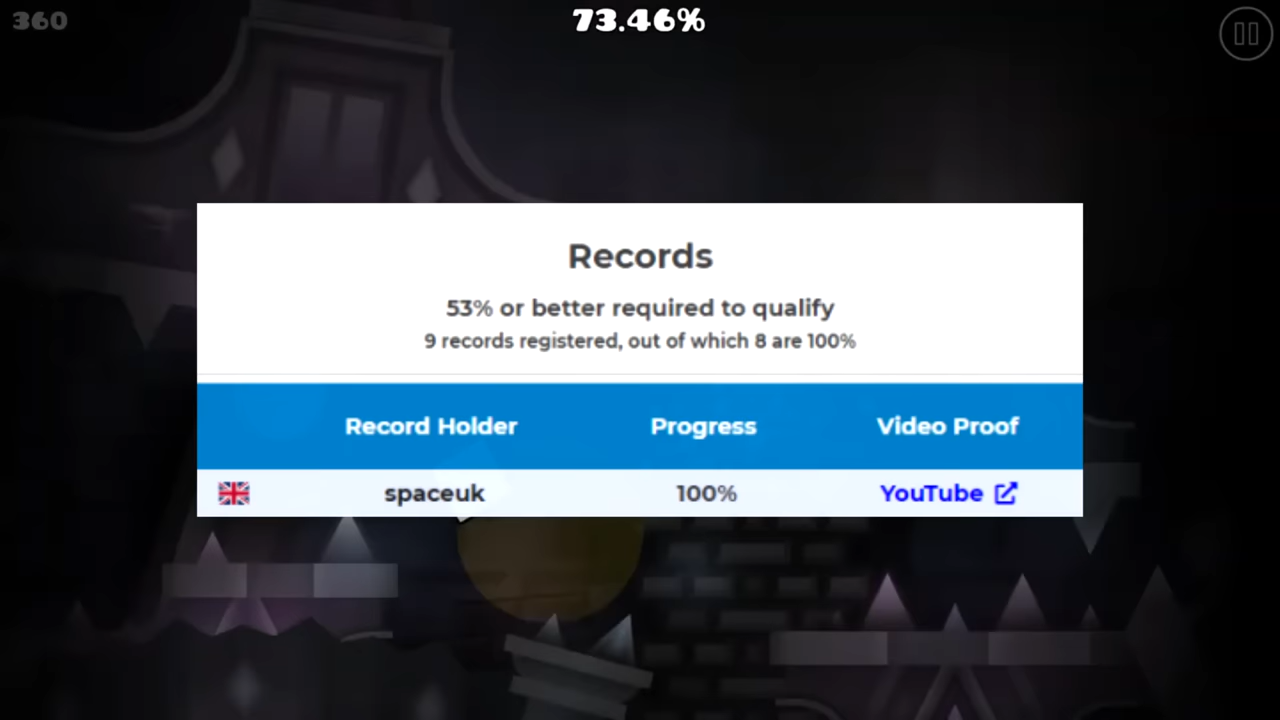 360
73.46%
Records
53% or better required to qualify
9 records registered, out of which 8 are 100%
Record Holder Progress Video Proof
spaceuk 100% YouTube